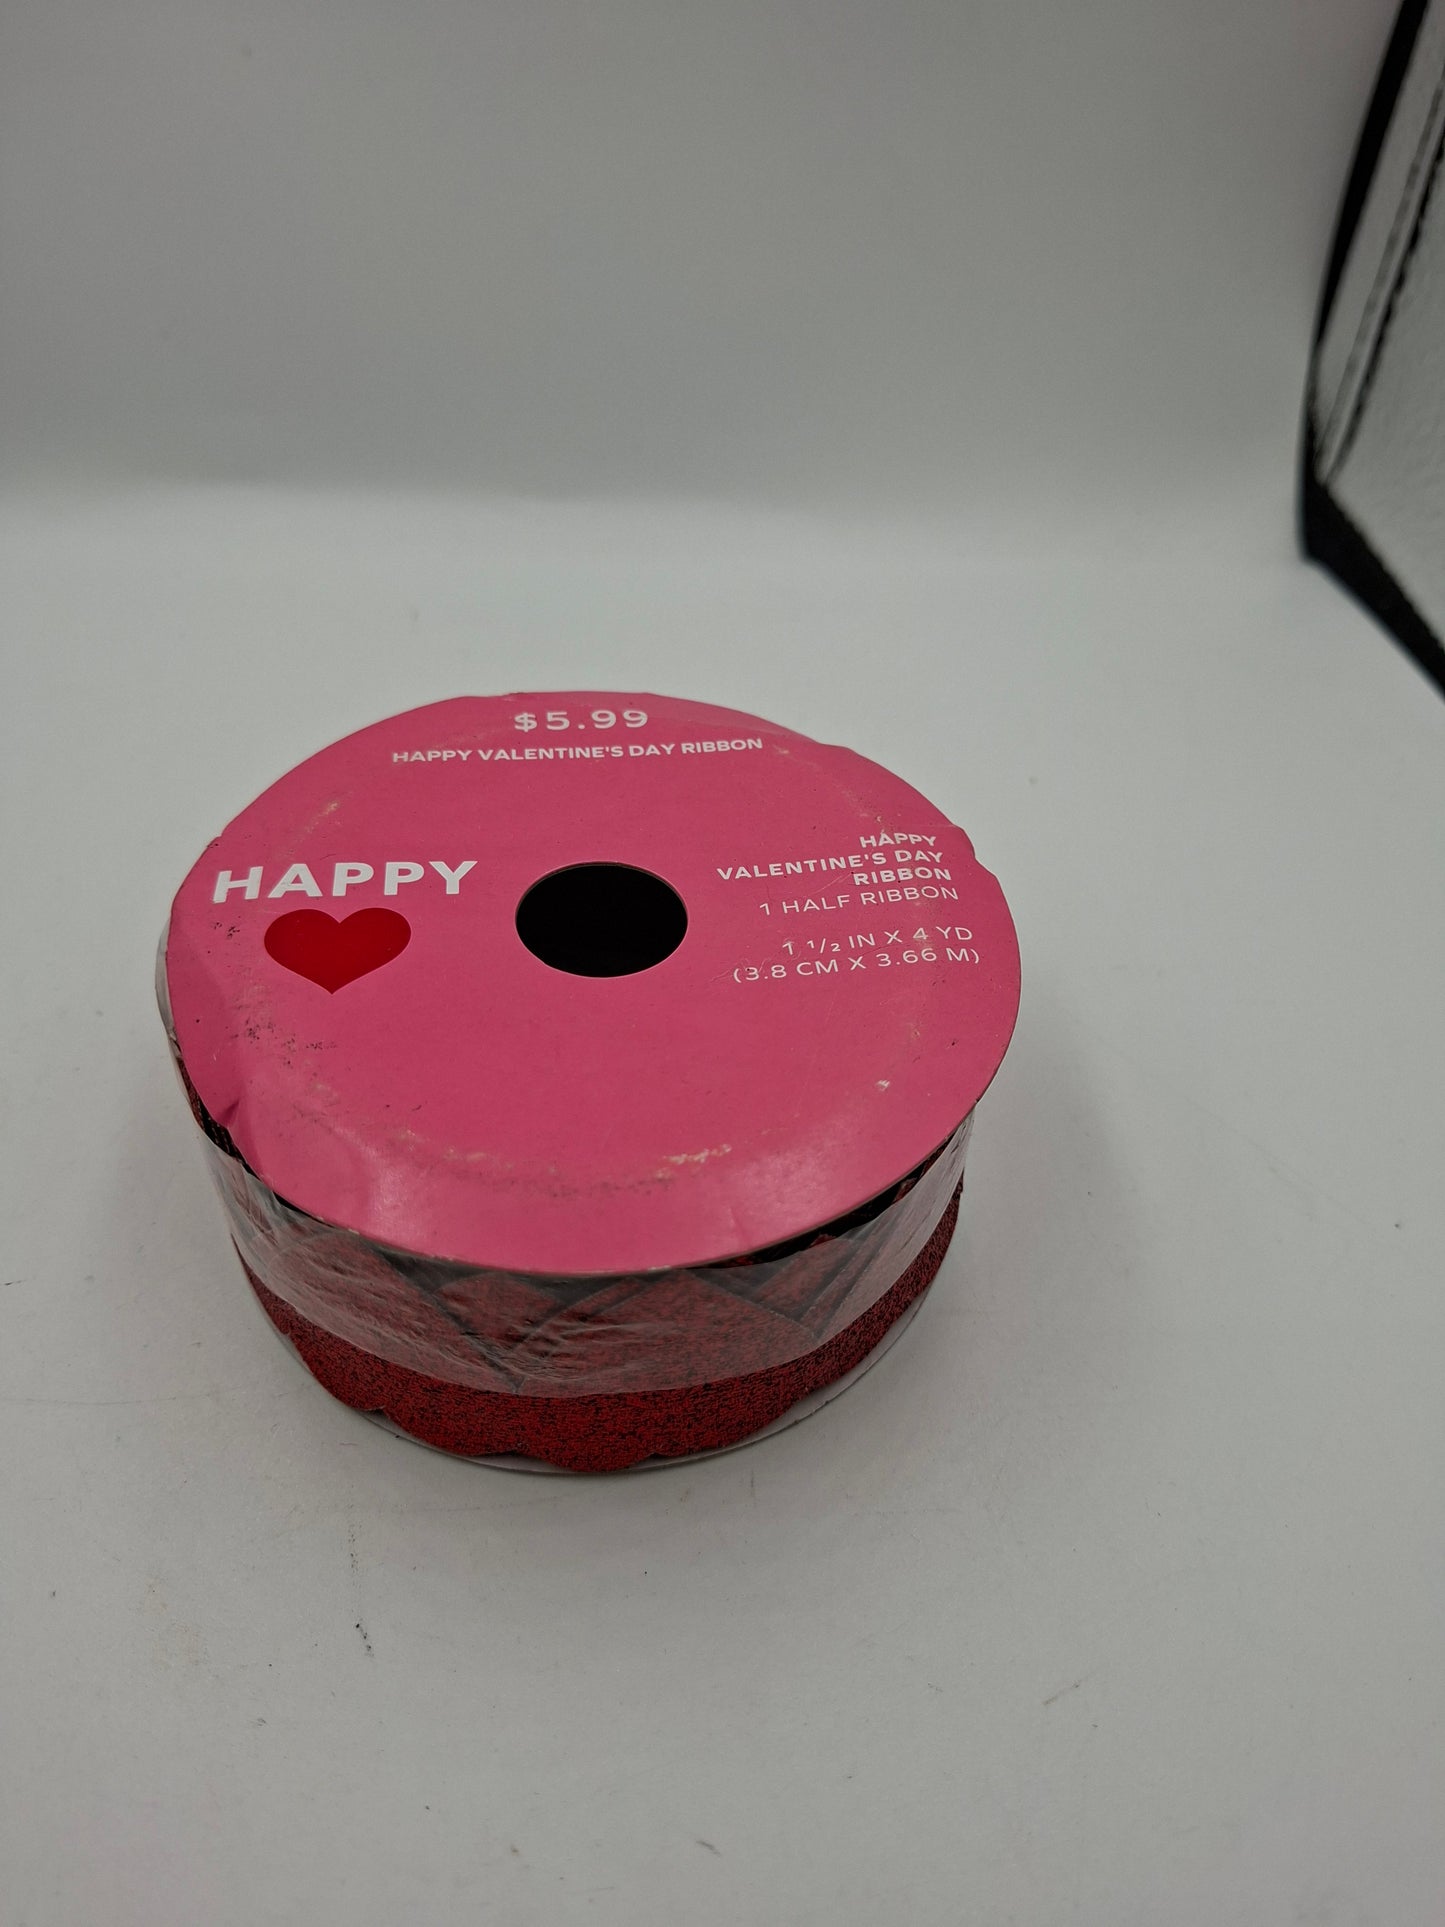 $5.99
HAPPY VALENTINE'S DAY RIBBON
HAPPY
HAPPY
VALENTINE'S DAY
RIBBON
1 HALF RIBBON
1 1/2 IN X 4 YD
(3.8 CM X 3.66 M)